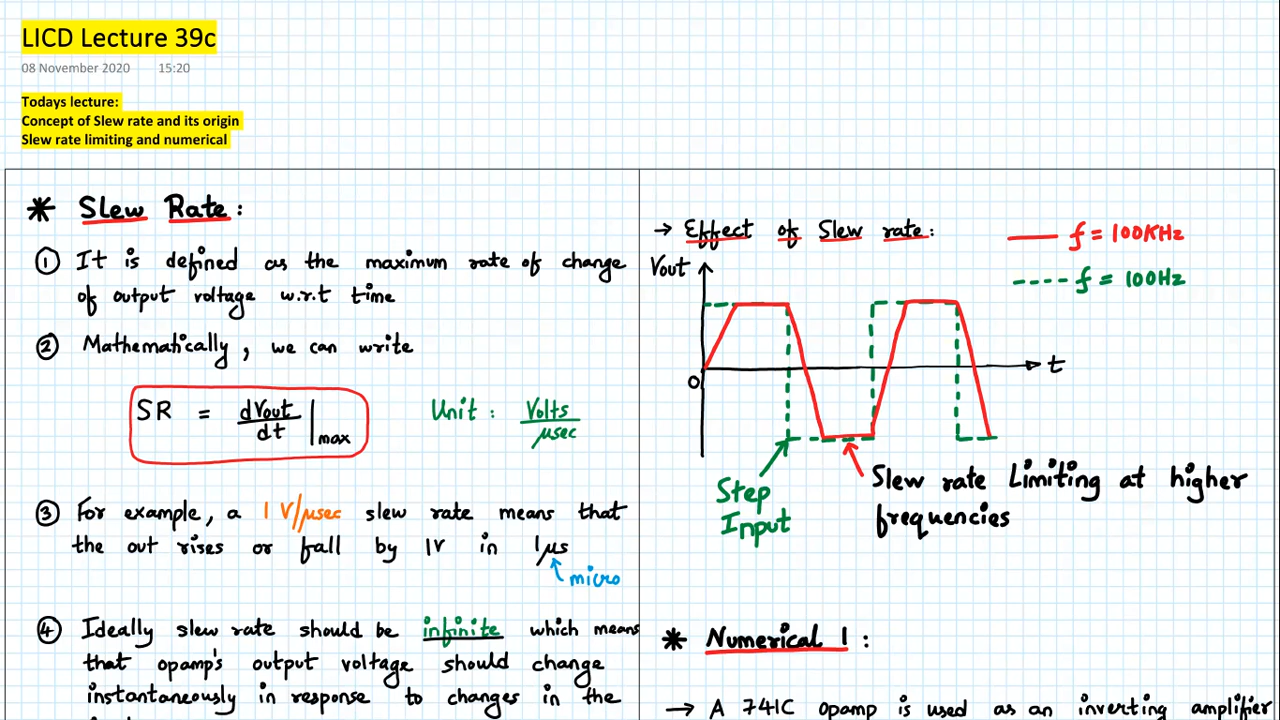 LICD Lecture 39c
08 November 2020 15:20
Todays lecture:
Concept of Slew rate and its origin
Slew rate limiting and numerical
* Slew Rate:
① It is defined as the maximum rate of change
of output voltage w.r.t time
② Mathematically, we can write
SR = dVout/dt |max Unit : Volts/μsec
③ For example, a 1 V/μsec slew rate means that
the out rises or fall by 1V in 1μs
micro
④ Ideally slew rate should be infinite which means
that opamp's output voltage should change
instantaneously in response to changes in the
→ Effect of Slew rate:
f = 100KHz
f = 100Hz
Vout
0
t
Step
Input
Slew rate Limiting at higher
frequencies
* Numerical 1:
→ A 741C opamp is used as an inverting amplifier